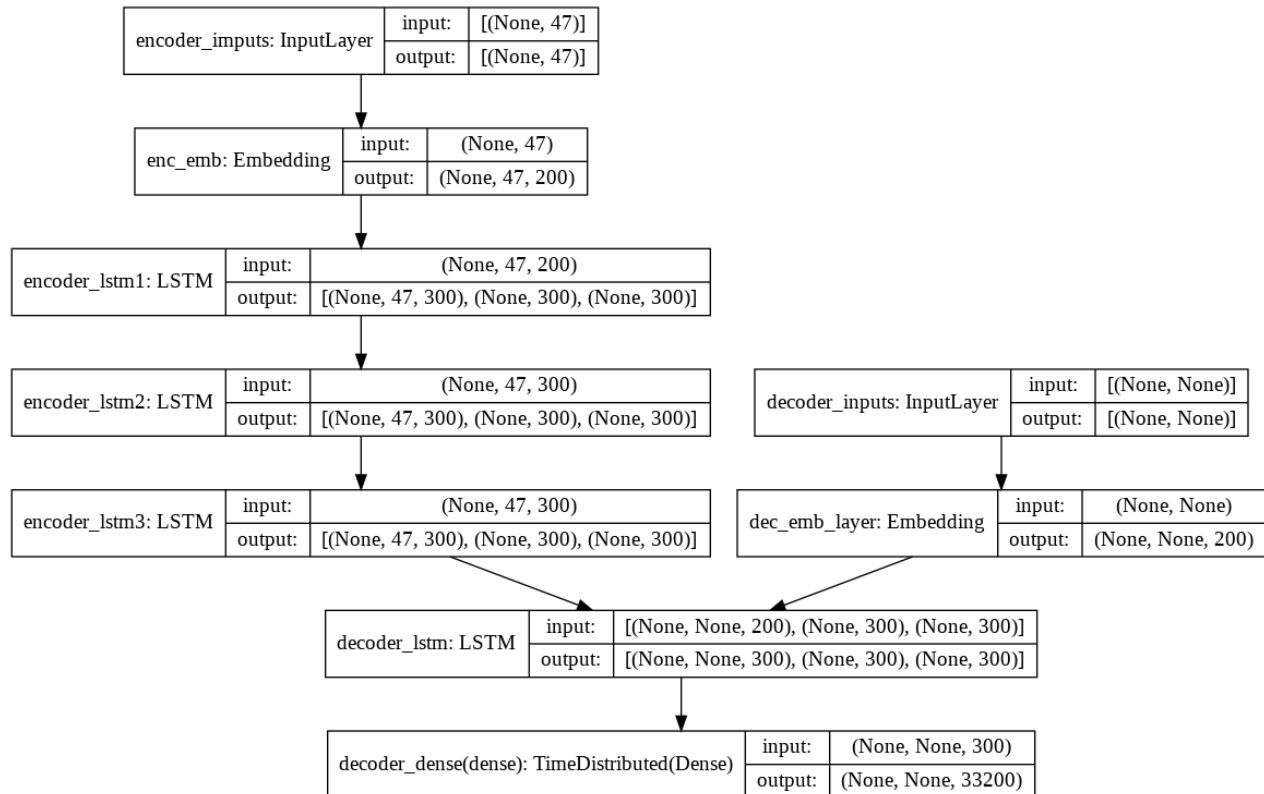 encoder_imputs: InputLayer
input: [(None, 47)]
output: [(None, 47)]
enc_emb: Embedding
input: (None, 47)
output: (None, 47, 200)
encoder_lstm1: LSTM
input: (None, 47, 200)
output: [(None, 47, 300), (None, 300), (None, 300)]
encoder_lstm2: LSTM
input: (None, 47, 300)
output: [(None, 47, 300), (None, 300), (None, 300)]
decoder_inputs: InputLayer
input: [(None, None)]
output: [(None, None)]
encoder_lstm3: LSTM
input: (None, 47, 300)
output: [(None, 47, 300), (None, 300), (None, 300)]
dec_emb_layer: Embedding
input: (None, None)
output: (None, None, 200)
decoder_lstm: LSTM
input: [(None, None, 200), (None, 300), (None, 300)]
output: [(None, None, 300), (None, 300), (None, 300)]
decoder_dense(dense): TimeDistributed(Dense)
input: (None, None, 300)
output: (None, None, 33200)